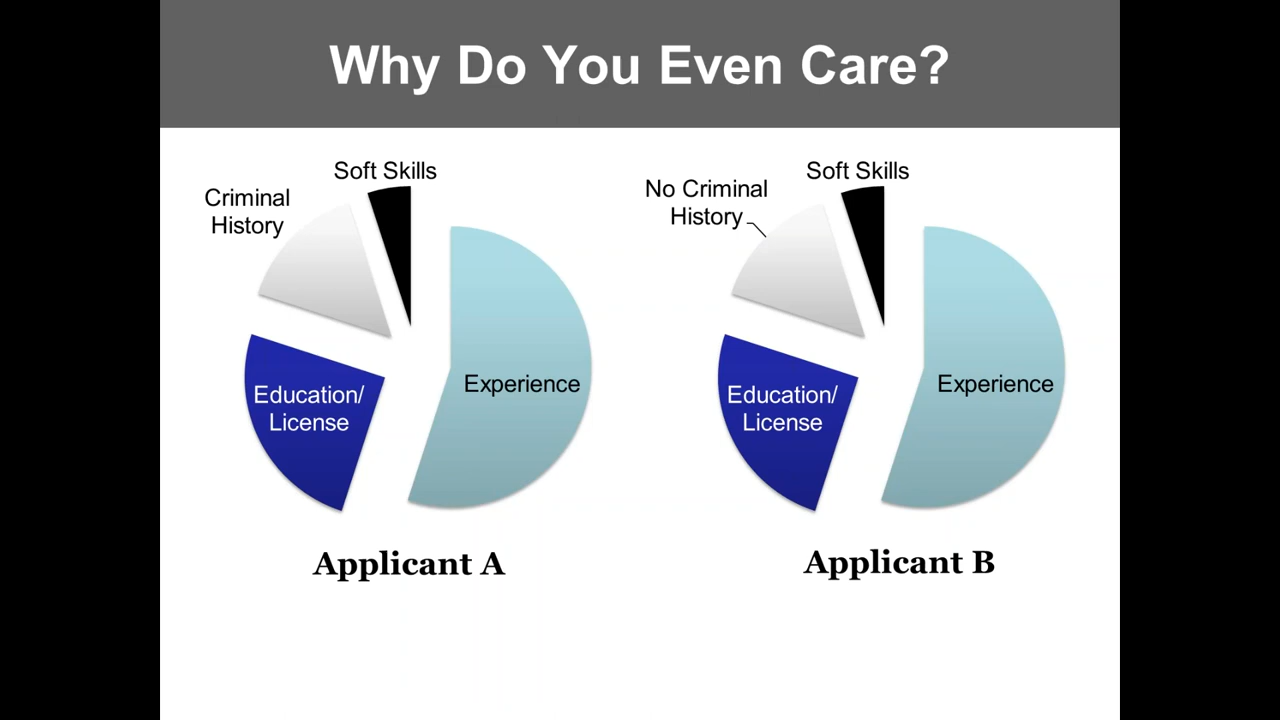 Why Do You Even Care?
Soft Skills
Criminal
History
Education/
License
Experience
Applicant A
Soft Skills
No Criminal
History
Education/
License
Experience
Applicant B